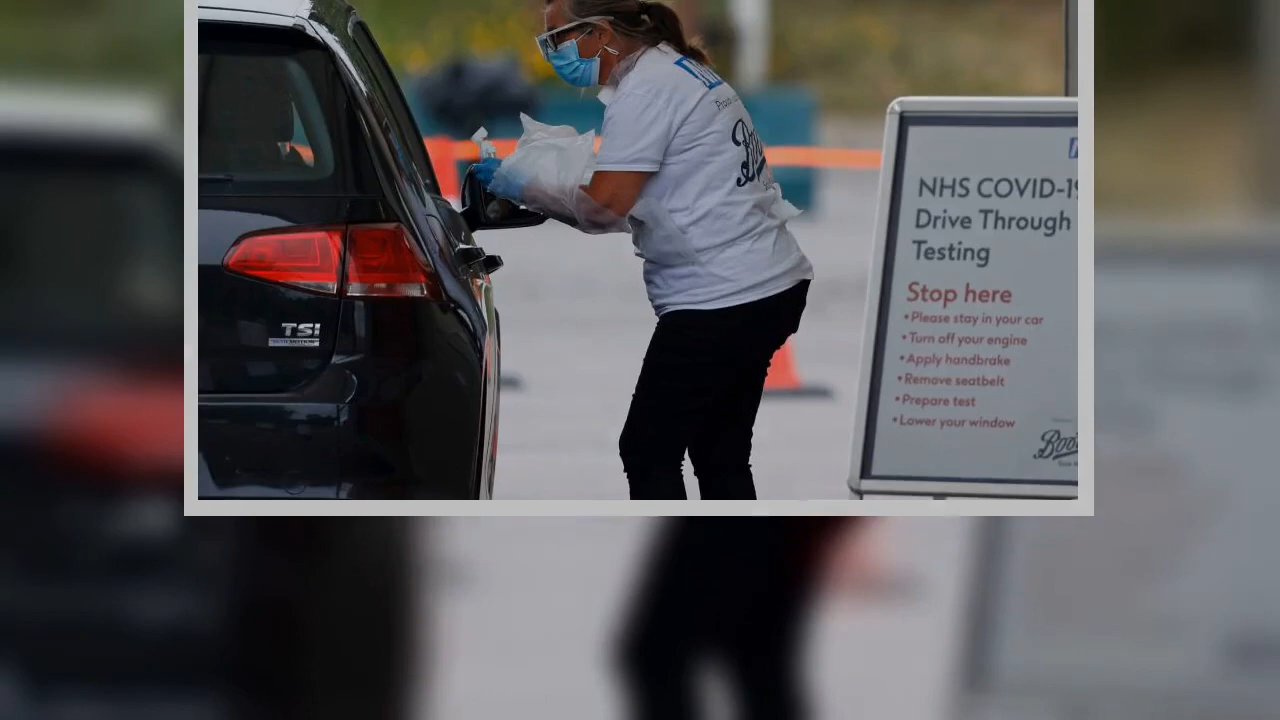 NHS COVID-19
Drive Through
Testing
Stop here
• Please stay in your car
• Turn off your engine
• Apply handbrake
• Remove seatbelt
• Prepare test
• Lower your window
Boots
TSI